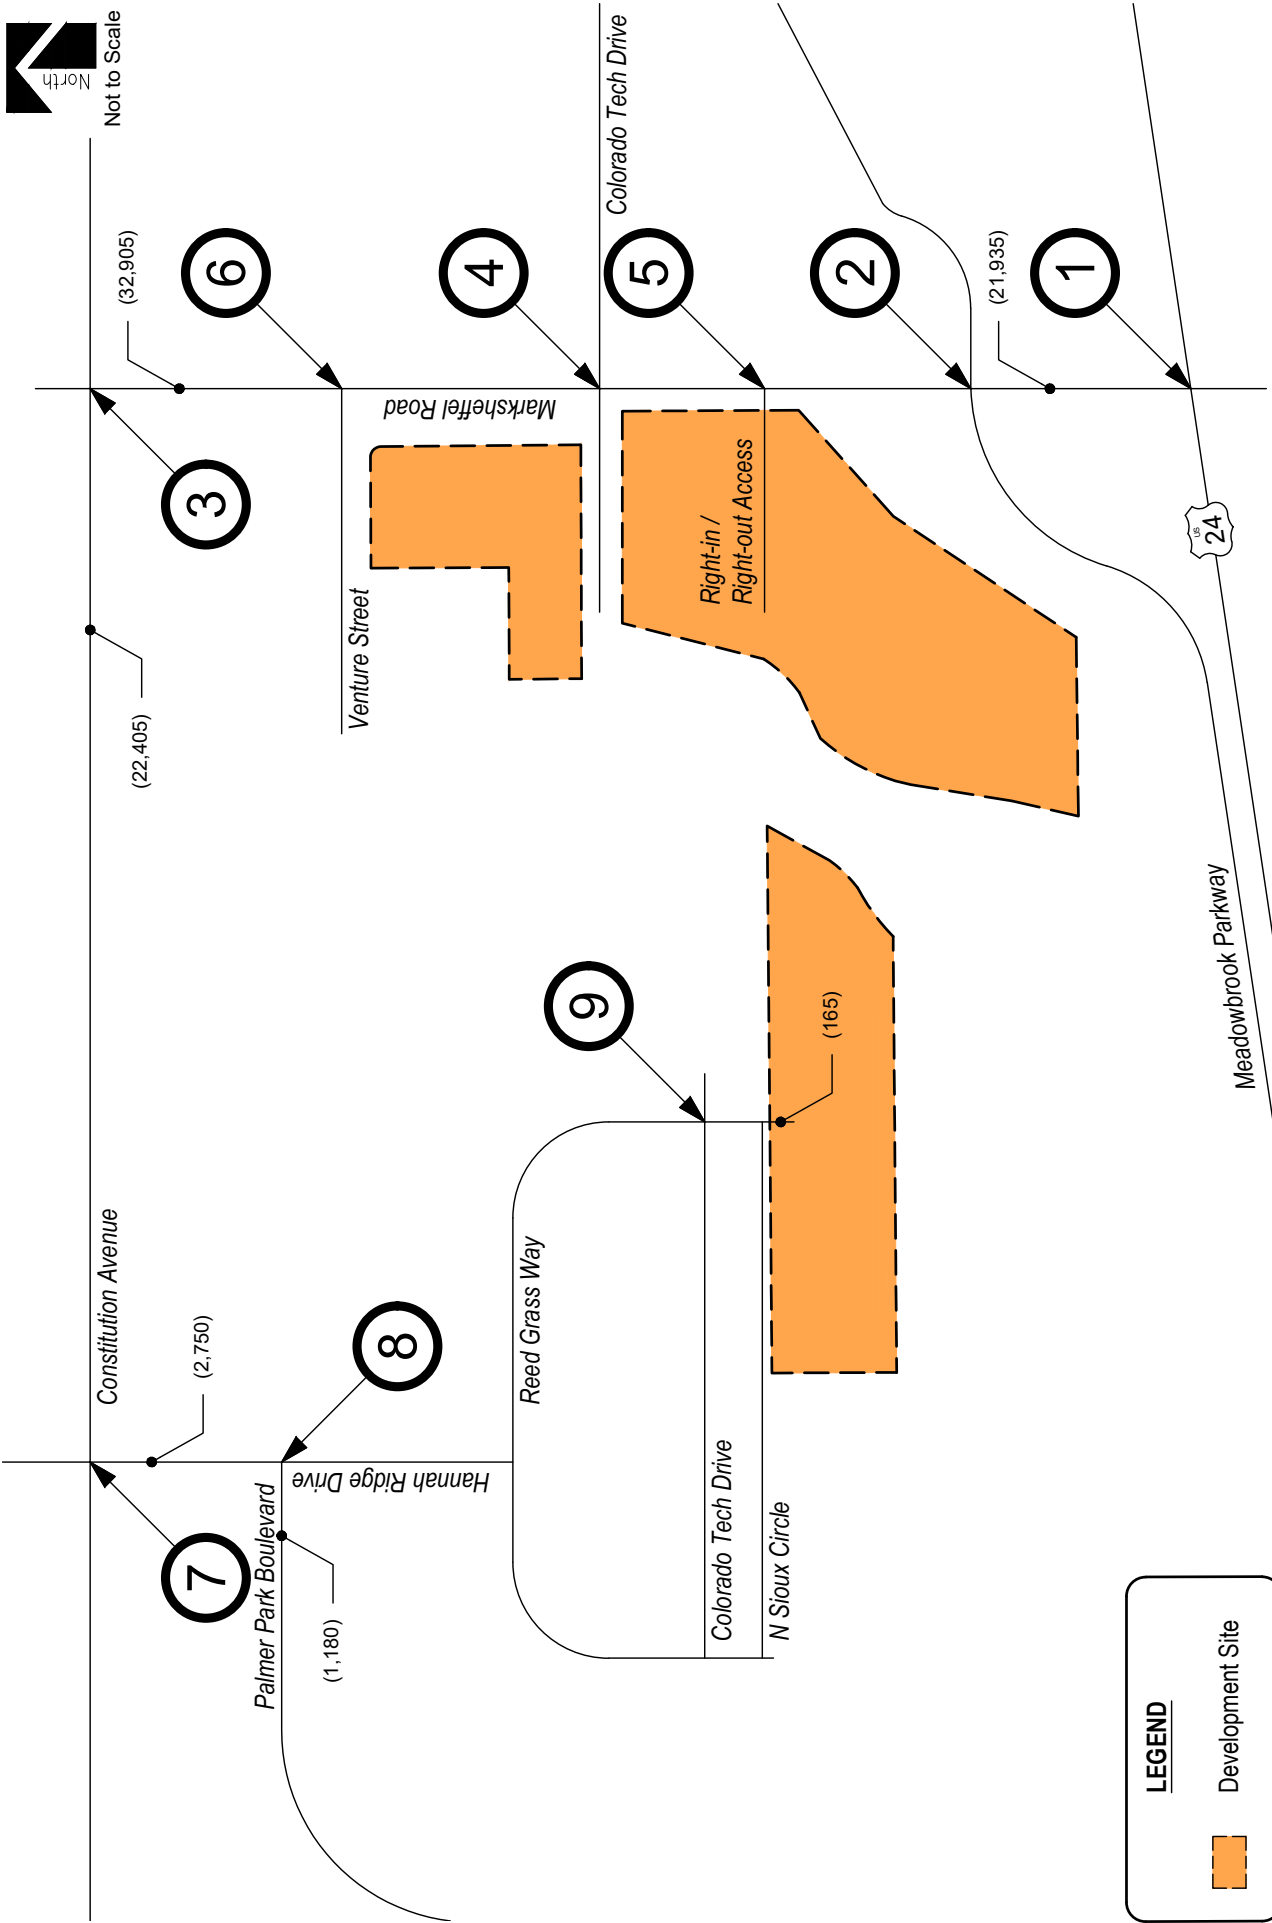 North
Not to Scale
Constitution Avenue
7
3
(2,750)
(22,405)
(32,905)
8
6
Palmer Park Boulevard
Hannah Ridge Drive
(1,180)
Venture Street
Marksheffel Road
4
Reed Grass Way
9
Colorado Tech Drive
5
Colorado Tech Drive
N Sioux Circle
(165)
Right-in /
Right-out Access
2
(21,935)
1
Meadowbrook Parkway
US
24
LEGEND
Development Site